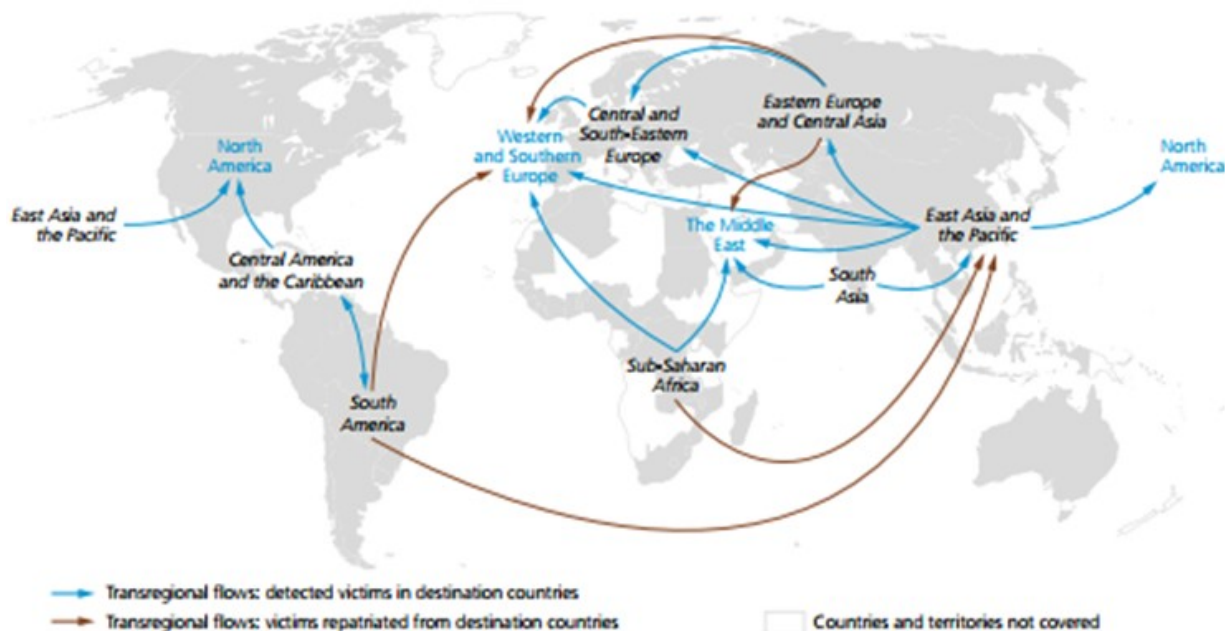 Eastern Europe
and Central Asia
Central and
South-Eastern
Europe
Western
and Southern
Europe
North
America
North
America
East Asia and
the Pacific
East Asia and
the Pacific
The Middle
East
Central America
and the Caribbean
South
Asia
Sub-Saharan
Africa
South
America
Transregional flows: detected victims in destination countries
Transregional flows: victims repatriated from destination countries
Countries and territories not covered